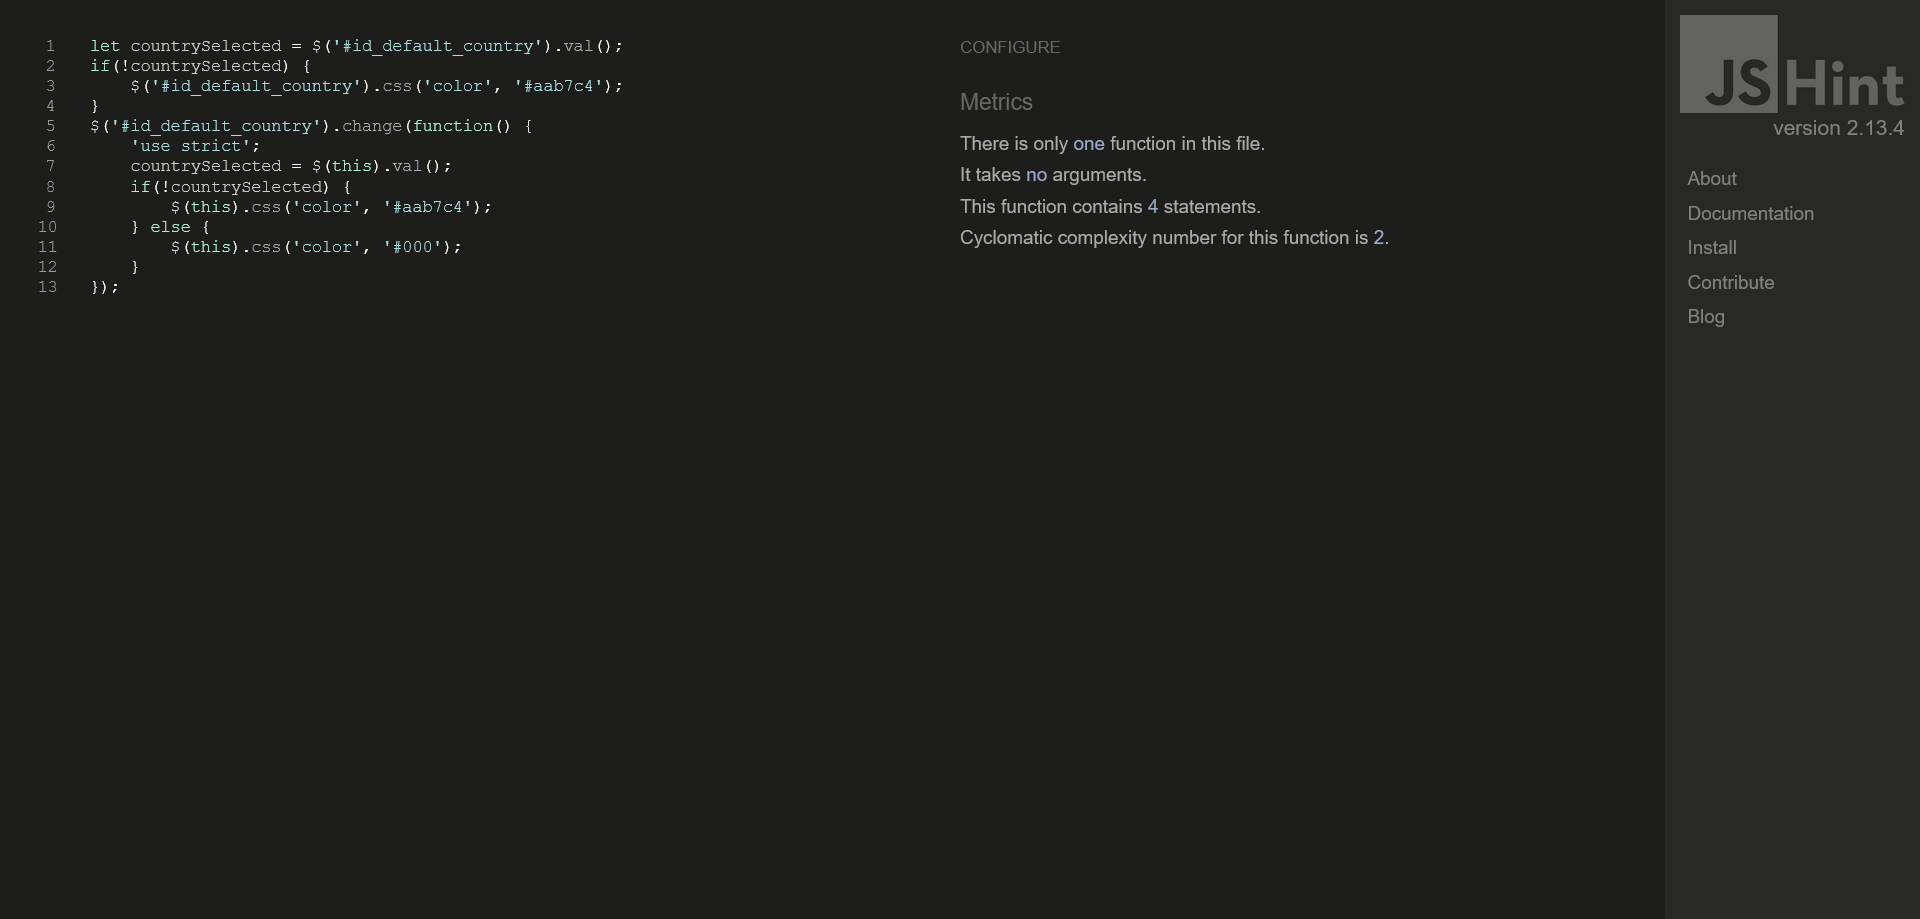 1 let countrySelected = $('#id_default_country').val();
2 if(!countrySelected) {
3     $('#id_default_country').css('color', '#aab7c4');
4 }
5 $('#id_default_country').change(function() {
6     'use strict';
7     countrySelected = $(this).val();
8     if(!countrySelected) {
9         $(this).css('color', '#aab7c4');
10     } else {
11         $(this).css('color', '#000');
12     }
13 });
CONFIGURE
Metrics
There is only one function in this file.
It takes no arguments.
This function contains 4 statements.
Cyclomatic complexity number for this function is 2.
JSHint
version 2.13.4
About
Documentation
Install
Contribute
Blog